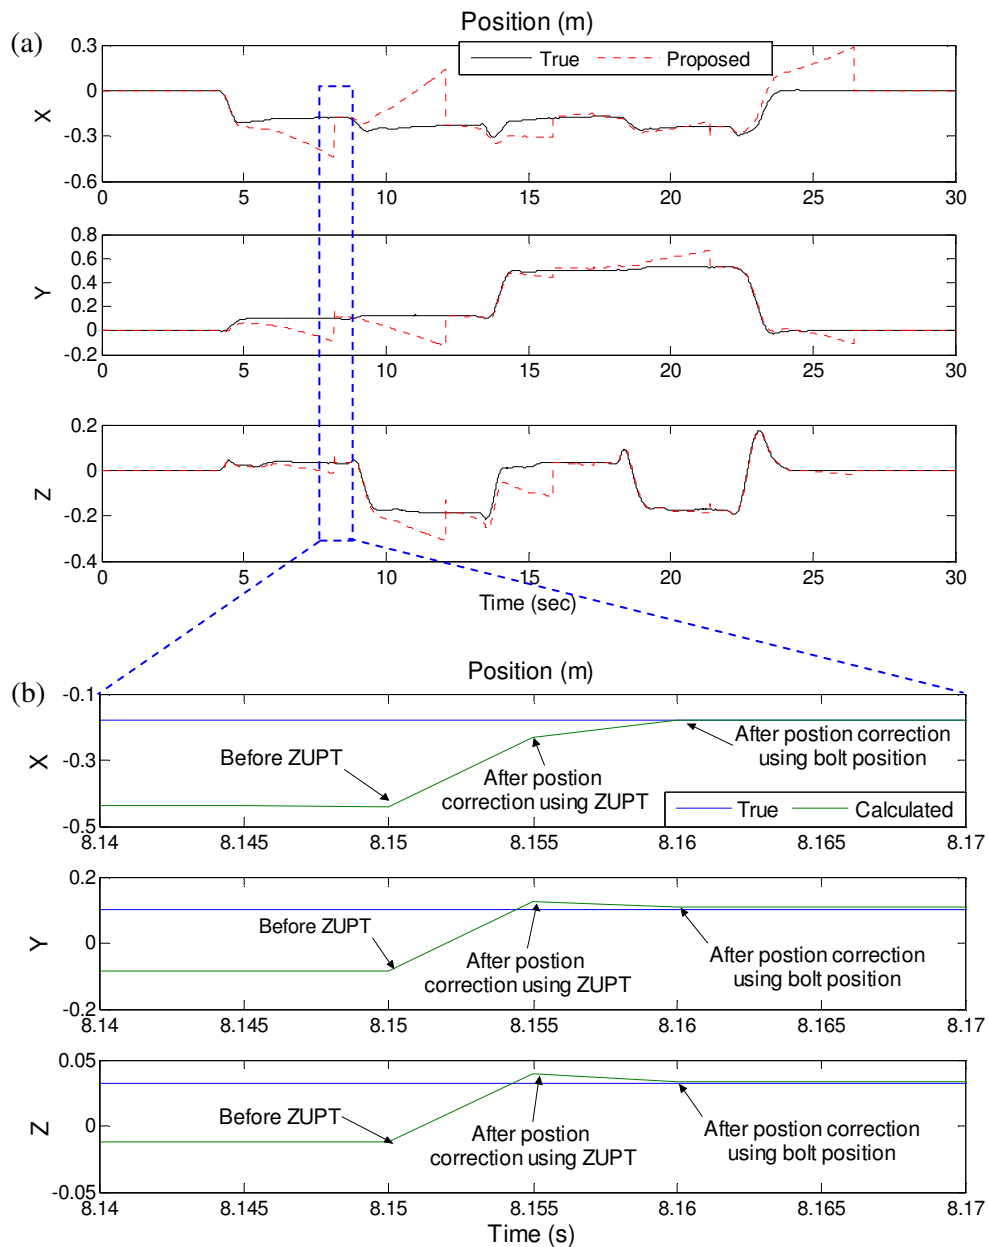 (a)
Position (m)
True
Proposed
X
0.3
0
-0.3
-0.6
0 5 10 15 20 25 30
Y
0.8
0.6
0.4
0.2
0
-0.2
0 5 10 15 20 25 30
Z
0.2
0
-0.2
-0.4
0 5 10 15 20 25 30
Time (sec)
(b)
Position (m)
X
-0.1
-0.3
-0.5
Before ZUPT
After postion
correction using ZUPT
After postion correction
using bolt position
True
Calculated
8.14 8.145 8.15 8.155 8.16 8.165 8.17
Y
0.2
0
-0.2
Before ZUPT
After postion
correction using ZUPT
After postion correction
using bolt position
8.14 8.145 8.15 8.155 8.16 8.165 8.17
Z
0.05
0
-0.05
Before ZUPT
After postion
correction using ZUPT
After postion correction
using bolt position
8.14 8.145 8.15 8.155 8.16 8.165 8.17
Time (s)